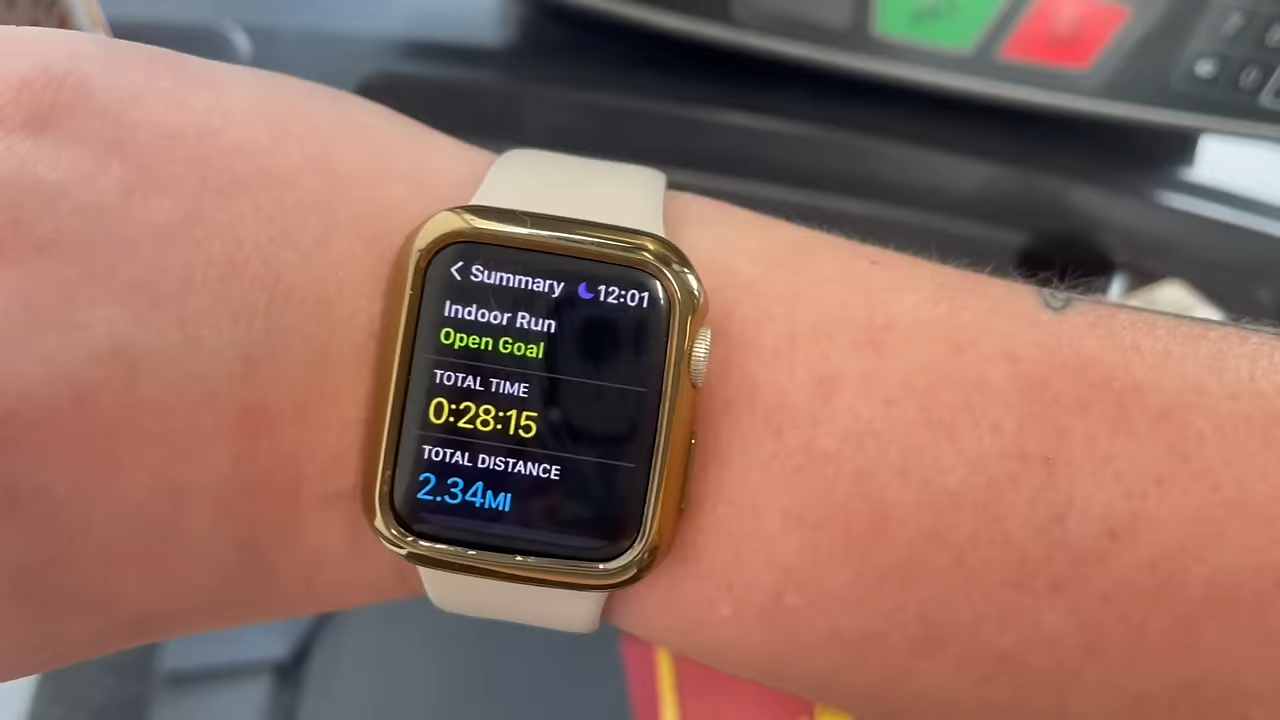 < Summary 12:01
Indoor Run
Open Goal
TOTAL TIME
0:28:15
TOTAL DISTANCE
2.34MI